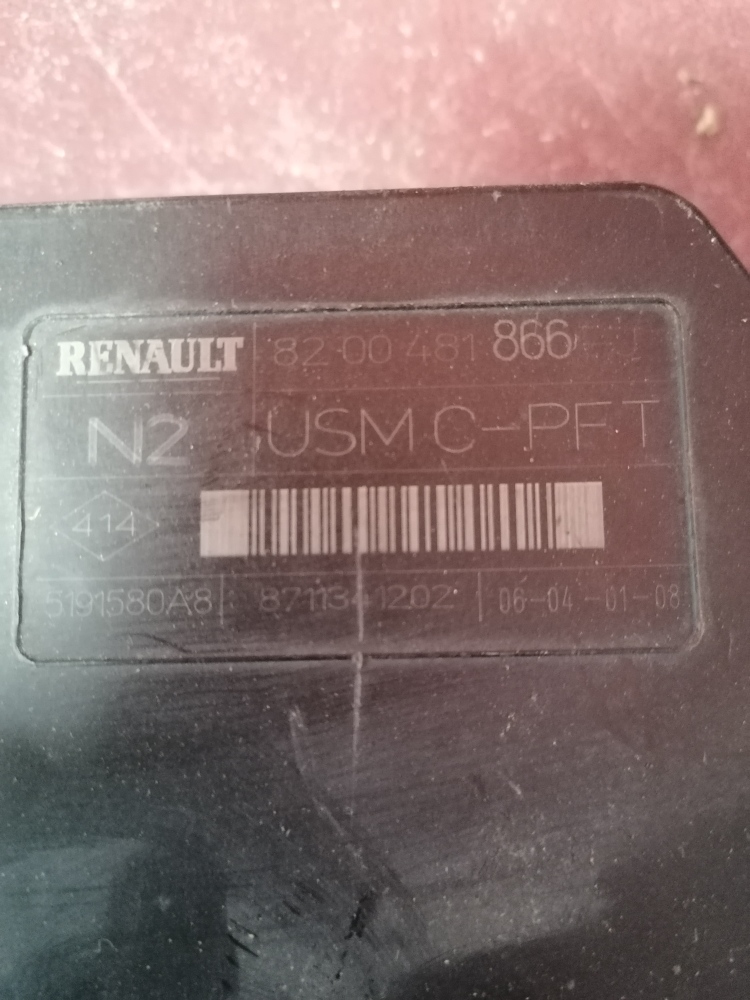 RENAULT 82 00 481 866
N2 USM C-PFT
414
5191580A8 8711341202 06-04-01-08